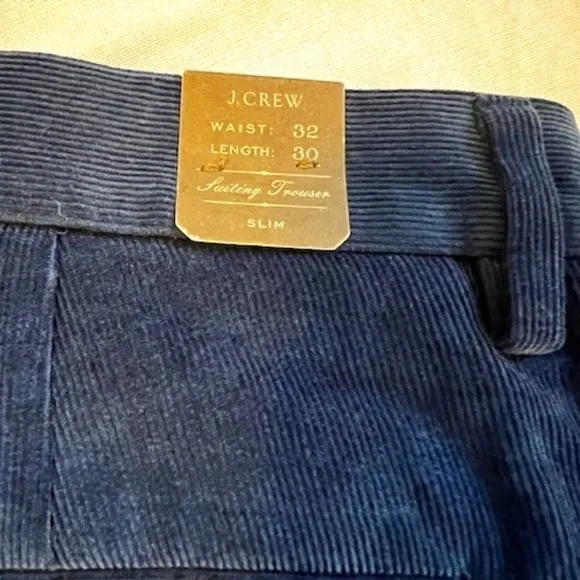 J.CREW
WAIST: 32
LENGTH: 30
Suiting Trouser
SLIM